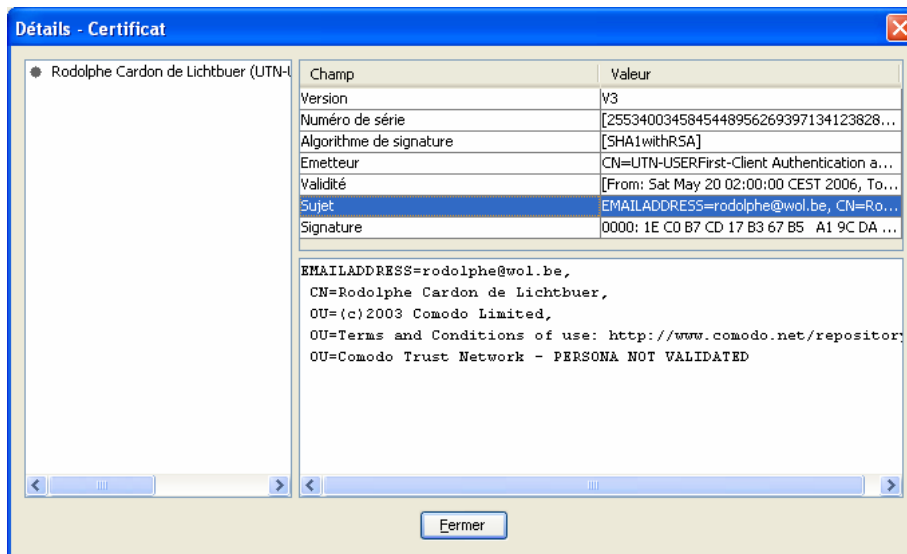 Détails - Certificat
Rodolphe Cardon de Lichtbuer (UTN-U
Champ Valeur
Version V3
Numéro de série [2553400345845448956269397134123828...
Algorithme de signature [SHA1withRSA]
Emetteur CN=UTN-USERFirst-Client Authentication a...
Validité [From: Sat May 20 02:00:00 CEST 2006, To...
Sujet EMAILADDRESS=rodolphe@wol.be, CN=Ro...
Signature 0000: 1E C0 B7 CD 17 B3 67 B5 A1 9C DA ...
EMAILADDRESS=rodolphe@wol.be,
CN=Rodolphe Cardon de Lichtbuer,
OU=(c)2003 Comodo Limited,
OU=Terms and Conditions of use: http://www.comodo.net/repository
OU=Comodo Trust Network - PERSONA NOT VALIDATED
Fermer